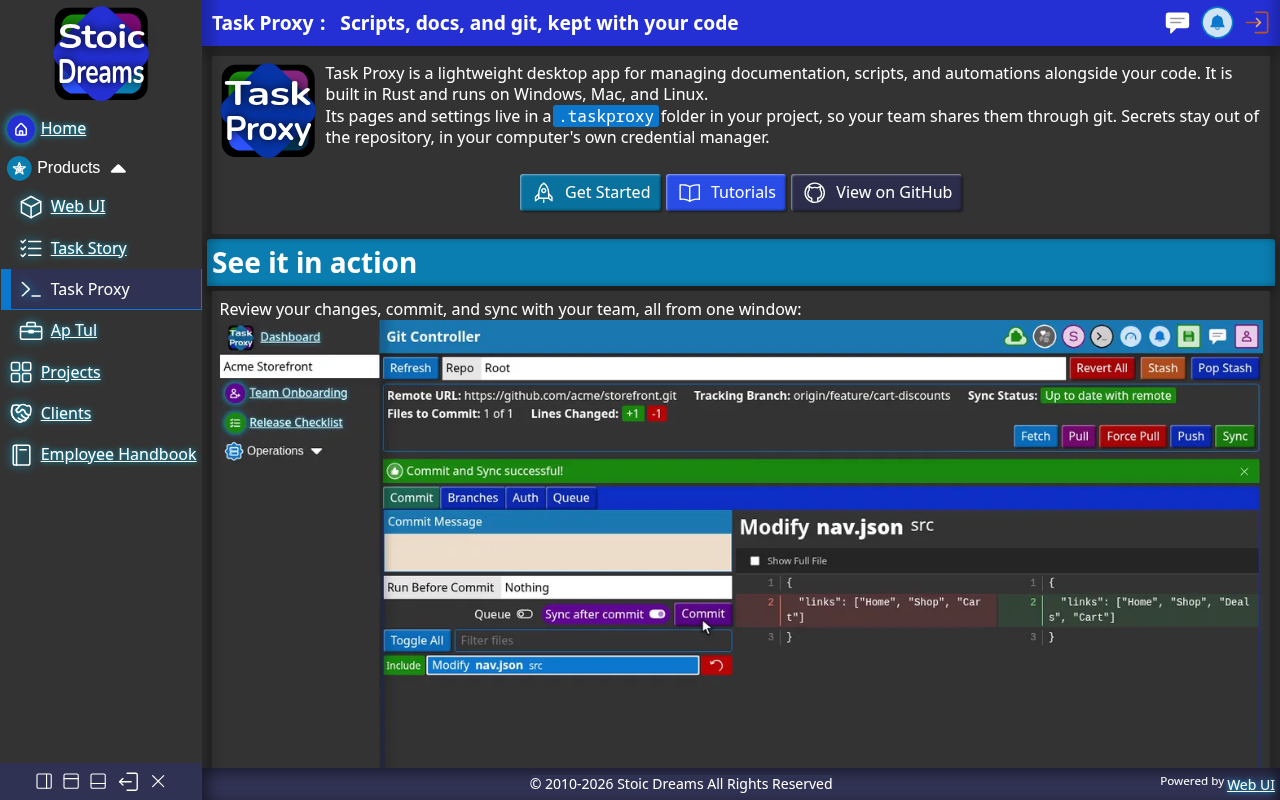 Stoic
Dreams
Home
Products
Web UI
Task Story
Task Proxy
Ap Tul
Projects
Clients
Employee Handbook
Task Proxy : Scripts, docs, and git, kept with your code
Task
Proxy
Task Proxy is a lightweight desktop app for managing documentation, scripts, and automations alongside your code. It is
built in Rust and runs on Windows, Mac, and Linux.
Its pages and settings live in a .taskproxy folder in your project, so your team shares them through git. Secrets stay out of
the repository, in your computer's own credential manager.
Get Started
Tutorials
View on GitHub
See it in action
Review your changes, commit, and sync with your team, all from one window:
Task
Proxy
Dashboard
Acme Storefront
Team Onboarding
Release Checklist
Operations
Git Controller
S
Refresh
Repo Root
Revert All
Stash
Pop Stash
Remote URL: https://github.com/acme/storefront.git Tracking Branch: origin/feature/cart-discounts Sync Status: Up to date with remote
Files to Commit: 1 of 1 Lines Changed: +1 -1
Fetch
Pull
Force Pull
Push
Sync
Commit and Sync successful!
Commit
Branches
Auth
Queue
Commit Message
Run Before Commit Nothing
Queue
Sync after commit
Commit
Toggle All
Filter files
Include
Modify nav.json src
Modify nav.json src
Show Full File
1 {
2 "links": ["Home", "Shop", "Car
t"]
3 }
1 {
2 "links": ["Home", "Shop", "Deal
s", "Cart"]
3 }
© 2010-2026 Stoic Dreams All Rights Reserved
Powered by Web UI